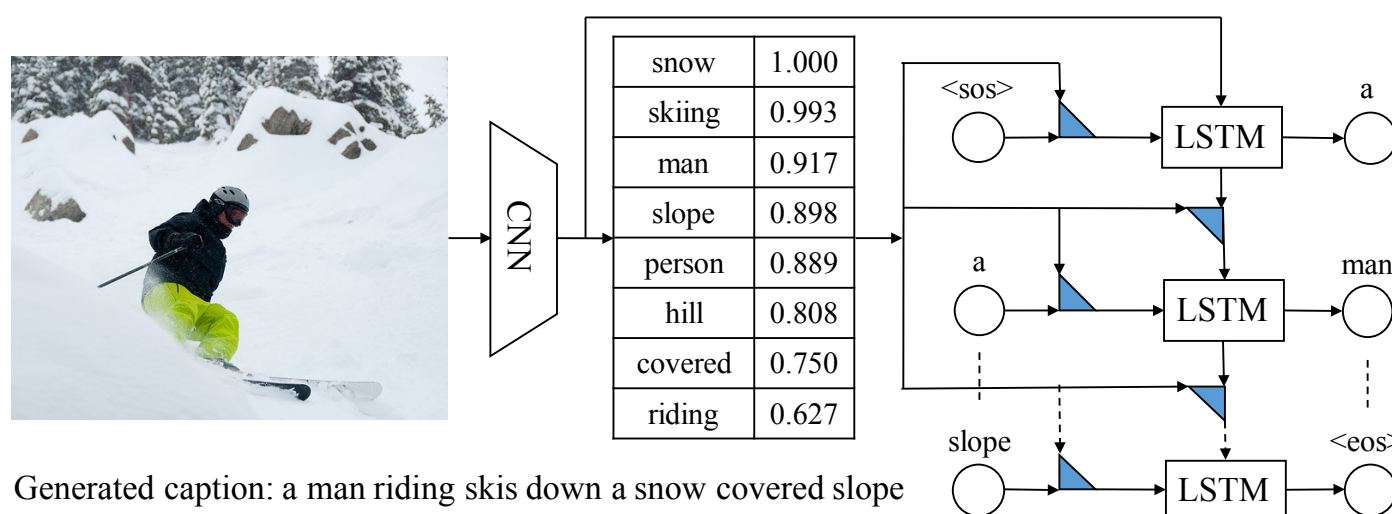 CNN
snow 1.000
skiing 0.993
man 0.917
slope 0.898
person 0.889
hill 0.808
covered 0.750
riding 0.627
<sos>
LSTM
a
a
LSTM
man
slope
LSTM
<eos>
Generated caption: a man riding skis down a snow covered slope